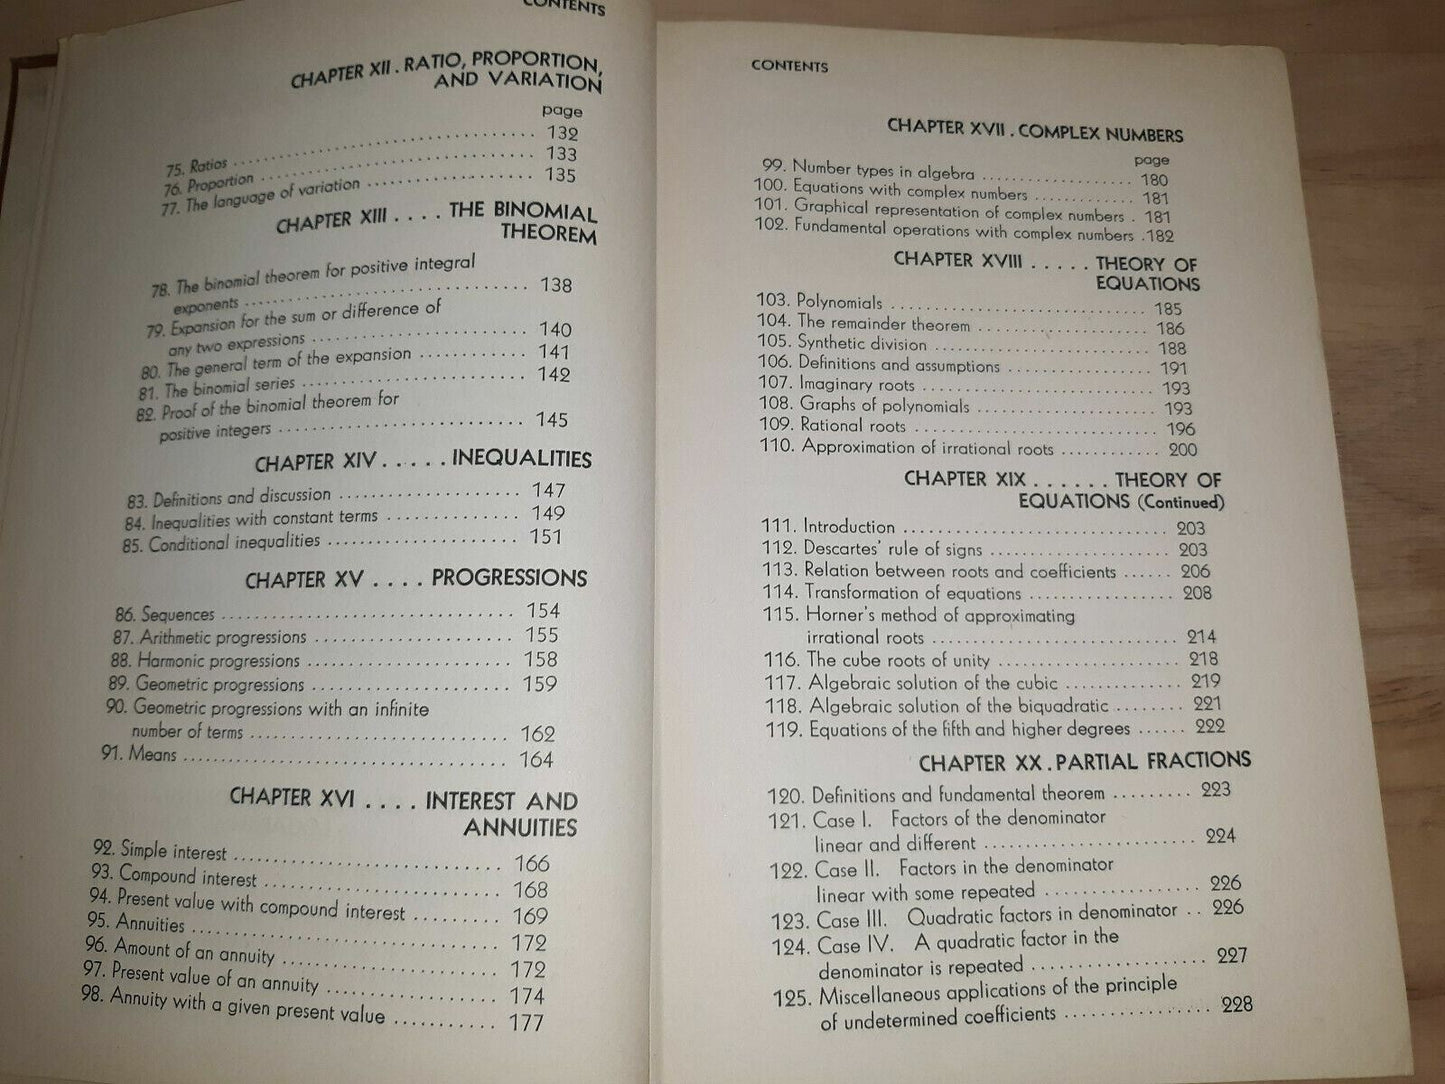 CONTENTS
CHAPTER XII . RATIO, PROPORTION,
AND VARIATION
page
75. Ratios .............................. 132
76. Proportion .......................... 133
77. The language of variation .................. 135
CHAPTER XIII .... THE BINOMIAL
THEOREM
78. The binomial theorem for positive integral
exponents .............................. 138
79. Expansion for the sum or difference of
any two expressions ....................... 140
80. The general term of the expansion ........... 141
81. The binomial series ....................... 142
82. Proof of the binomial theorem for
positive integers ......................... 145
CHAPTER XIV ..... INEQUALITIES
83. Definitions and discussion .................... 147
84. Inequalities with constant terms .............. 149
85. Conditional inequalities .................... 151
CHAPTER XV .... PROGRESSIONS
86. Sequences ............................... 154
87. Arithmetic progressions .................... 155
88. Harmonic progressions ..................... 158
89. Geometric progressions .................... 159
90. Geometric progressions with an infinite
number of terms .......................... 162
91. Means .................................. 164
CHAPTER XVI .... INTEREST AND
ANNUITIES
92. Simple interest ........................... 166
93. Compound interest ........................ 168
94. Present value with compound interest ......... 169
95. Annuities ............................... 172
96. Amount of an annuity ...................... 172
97. Present value of an annuity ................. 174
98. Annuity with a given present value ........... 177
CONTENTS
CHAPTER XVII . COMPLEX NUMBERS
page
99. Number types in algebra ................... 180
100. Equations with complex numbers ............. 181
101. Graphical representation of complex numbers . 181
102. Fundamental operations with complex numbers .182
CHAPTER XVIII ..... THEORY OF
EQUATIONS
103. Polynomials .............................. 185
104. The remainder theorem .................... 186
105. Synthetic division ......................... 188
106. Definitions and assumptions ................. 191
107. Imaginary roots .......................... 193
108. Graphs of polynomials ..................... 193
109. Rational roots ............................ 196
110. Approximation of irrational roots ............ 200
CHAPTER XIX ...... THEORY OF
EQUATIONS (Continued)
111. Introduction .............................. 203
112. Descartes' rule of signs .................... 203
113. Relation between roots and coefficients ...... 206
114. Transformation of equations ................. 208
115. Horner's method of approximating
irrational roots ............................ 214
116. The cube roots of unity .................... 218
117. Algebraic solution of the cubic .............. 219
118. Algebraic solution of the biquadratic ........ 221
119. Equations of the fifth and higher degrees ...... 222
CHAPTER XX . PARTIAL FRACTIONS
120. Definitions and fundamental theorem ......... 223
121. Case I. Factors of the denominator
linear and different ....................... 224
122. Case II. Factors in the denominator
linear with some repeated ................. 226
123. Case III. Quadratic factors in denominator .. 226
124. Case IV. A quadratic factor in the
denominator is repeated ................... 227
125. Miscellaneous applications of the principle
of undetermined coefficients ................ 228